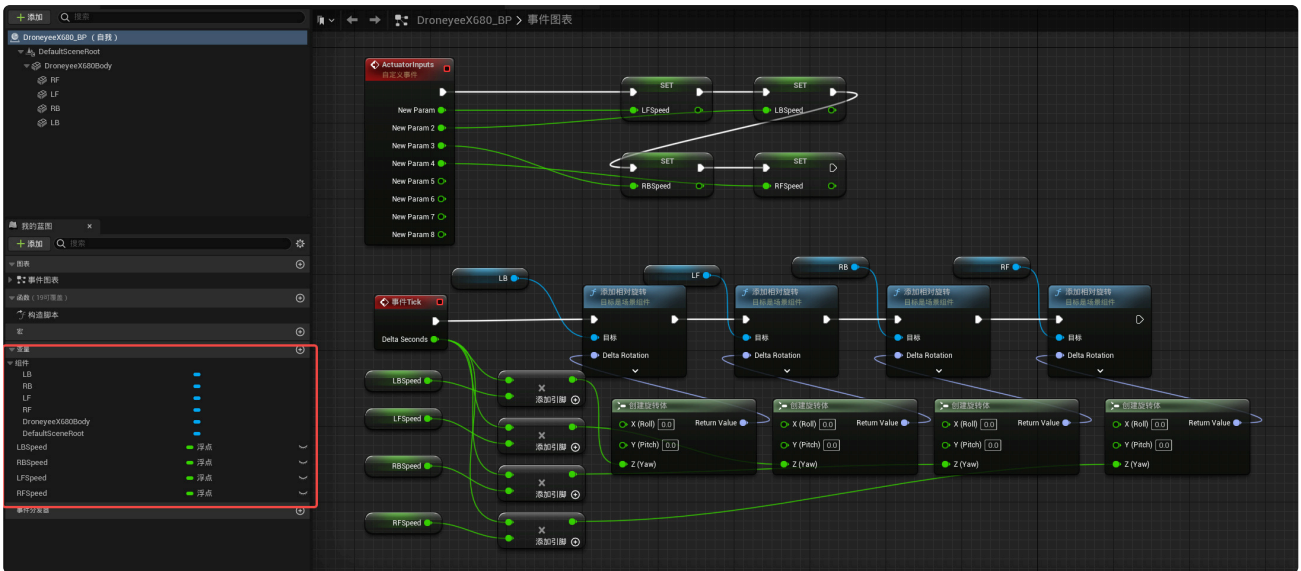 添加
搜索
DroneyeeX680_BP > 事件图表
DroneyeeX680_BP （自我）
DefaultSceneRoot
DroneyeeX680Body
RF
LF
RB
LB
我的蓝图
×
添加
搜索
图表
事件图表
函数（19可覆盖）
构造脚本
宏
变量
组件
LB
RB
LF
RF
DroneyeeX680Body
DefaultSceneRoot
LBSpeed 浮点
RBSpeed 浮点
LFSpeed 浮点
RFSpeed 浮点
事件分发器
ActuatorInputs
自定义事件
New Param
New Param 2
New Param 3
New Param 4
New Param 5
New Param 6
New Param 7
New Param 8
SET
LFSpeed
SET
LBSpeed
SET
RBSpeed
SET
RFSpeed
LB
LF
RB
RF
事件Tick
Delta Seconds
添加相对旋转
目标是场景组件
目标
Delta Rotation
添加相对旋转
目标是场景组件
目标
Delta Rotation
添加相对旋转
目标是场景组件
目标
Delta Rotation
添加相对旋转
目标是场景组件
目标
Delta Rotation
LBSpeed
LFSpeed
RBSpeed
RFSpeed
×
添加引脚
×
添加引脚
×
添加引脚
×
添加引脚
创建旋转体
X (Roll) 0.0 Return Value
Y (Pitch) 0.0
Z (Yaw)
创建旋转体
X (Roll) 0.0 Return Value
Y (Pitch) 0.0
Z (Yaw)
创建旋转体
X (Roll) 0.0 Return Value
Y (Pitch) 0.0
Z (Yaw)
创建旋转体
X (Roll) 0.0 Return Value
Y (Pitch) 0.0
Z (Yaw)